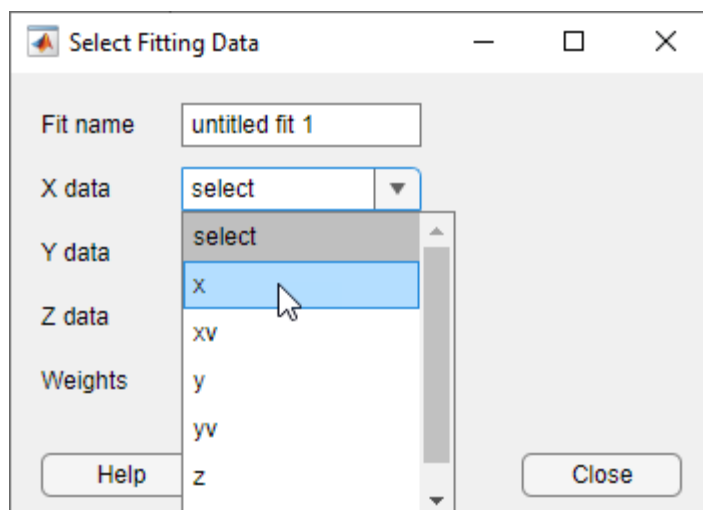 Select Fitting Data
Fit name
untitled fit 1
X data
select
select
Y data
x
Z data
xv
Weights
y
yv
z
Help
Close